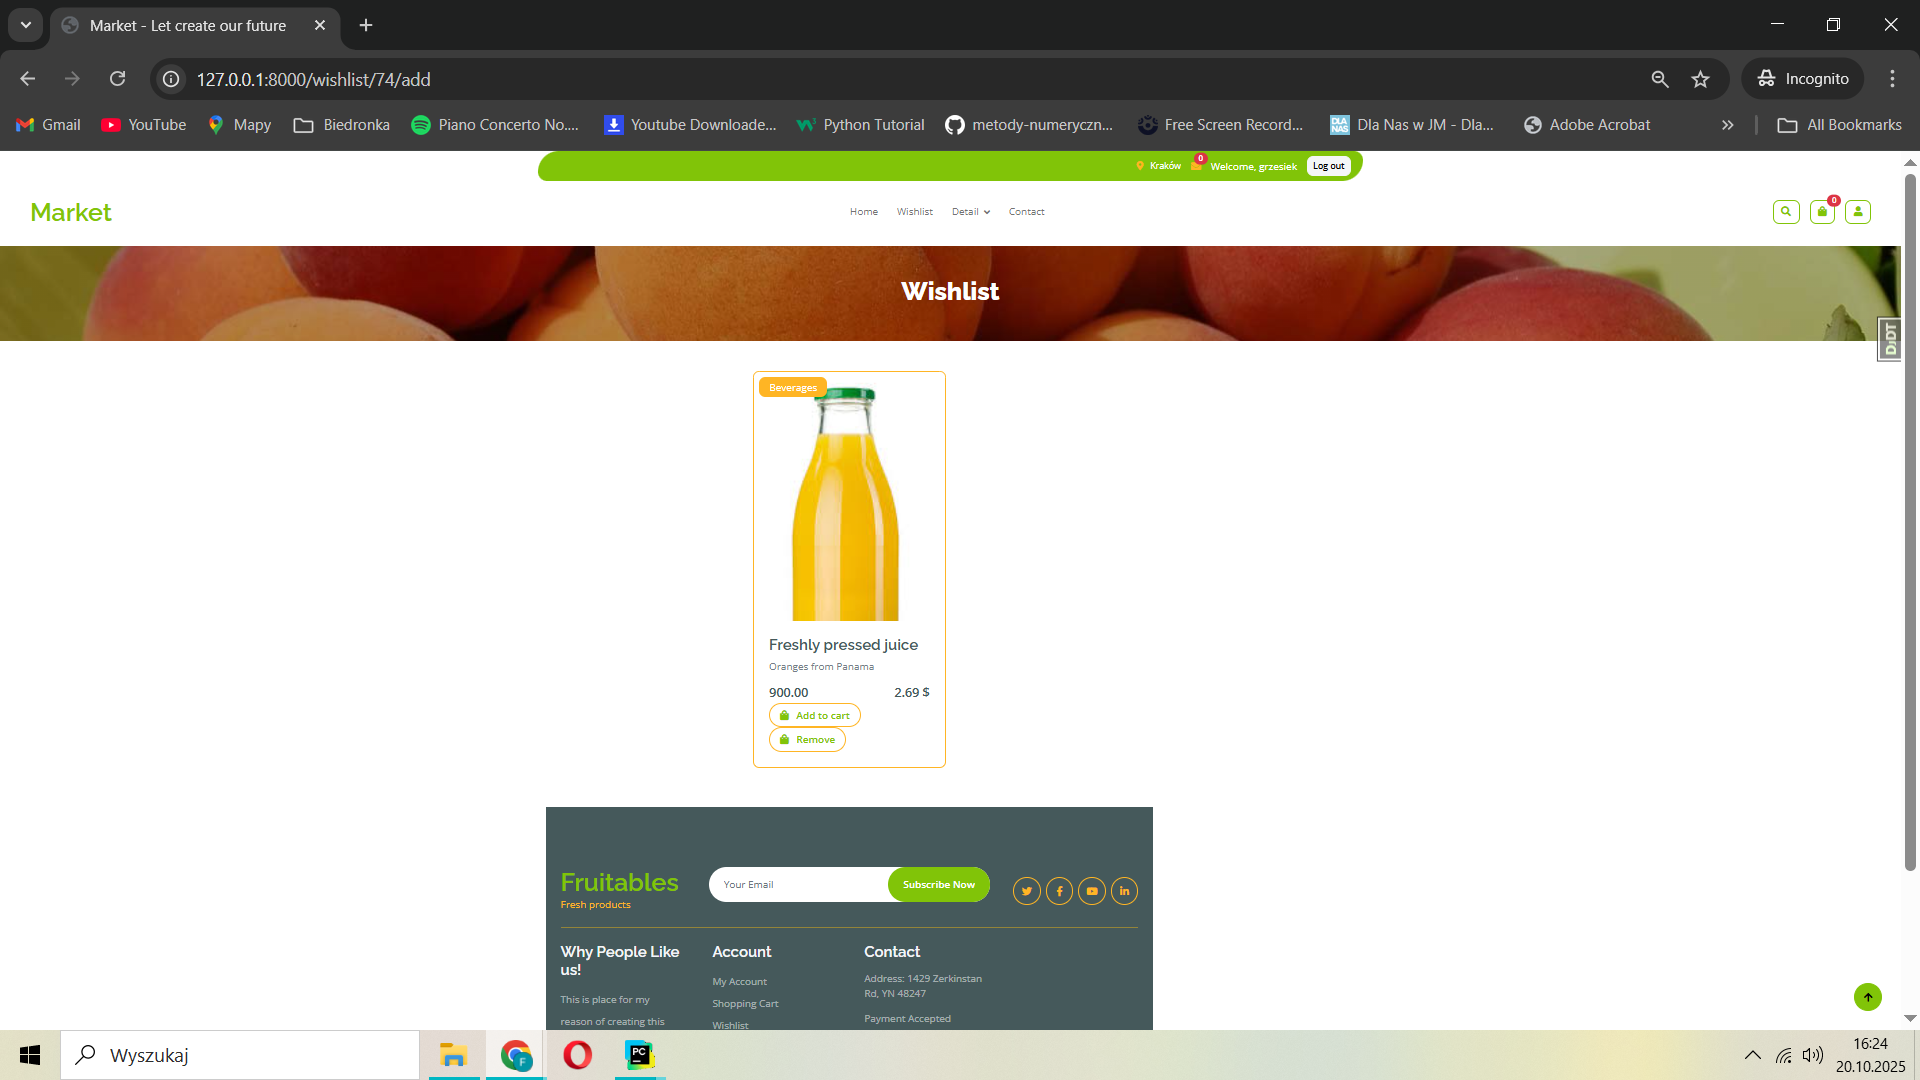 Market - Let create our future
127.0.0.1:8000/wishlist/74/add
Incognito
Gmail
YouTube
Mapy
Biedronka
Piano Concerto No....
Youtube Downloade...
Python Tutorial
metody-numeryczn...
Free Screen Record...
DLA NAS
Dla Nas w JM - Dla...
Adobe Acrobat
All Bookmarks
Kraków
0
Welcome, grzesiek
Log out
Market
Home
Wishlist
Detail
Contact
0
Wishlist
DJDT
Beverages
Freshly pressed juice
Oranges from Panama
900.00
2.69 $
Add to cart
Remove
Fruitables
Fresh products
Your Email
Subscribe Now
Why People Like
us!
This is place for my
reason of creating this
Account
My Account
Shopping Cart
Wishlist
Contact
Address: 1429 Zerkinstan
Rd, YN 48247
Payment Accepted
Wyszukaj
F
PC
16:24
20.10.2025